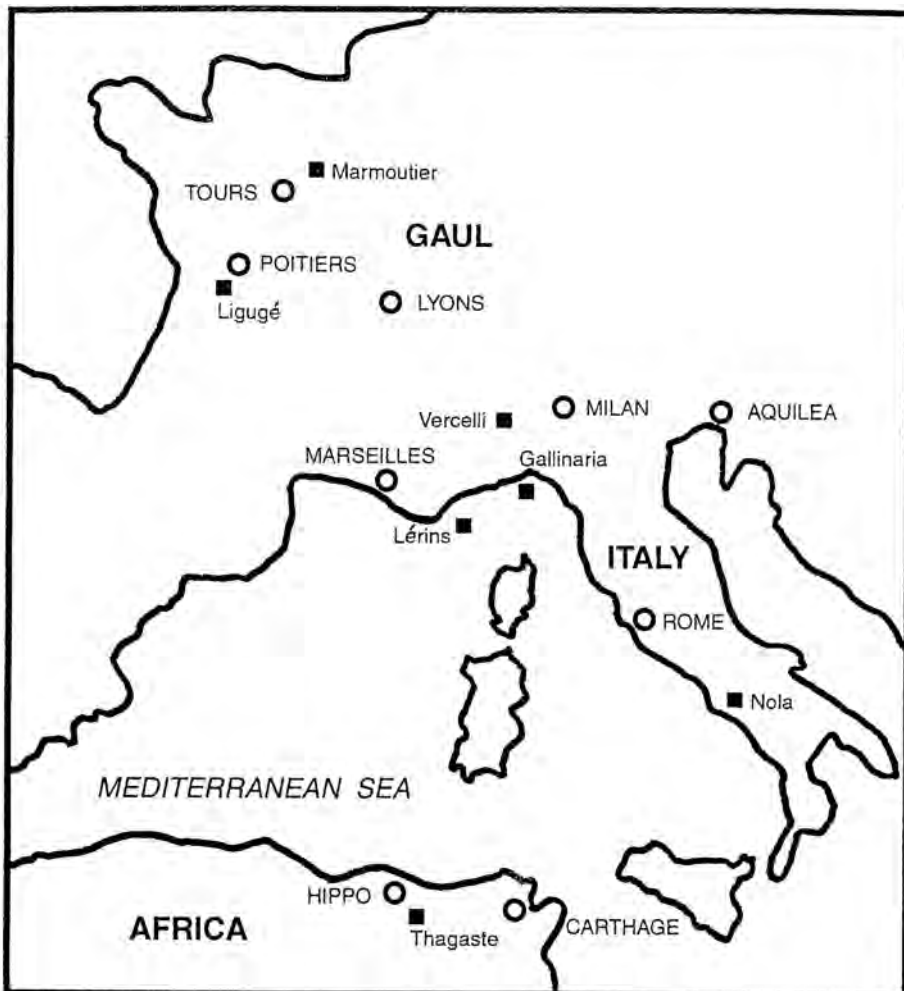 Marmoutier
TOURS
GAUL
POITIERS
Ligugé
LYONS
Vercelli
MILAN
AQUILEA
MARSEILLES
Gallinaria
Lérins
ITALY
ROME
Nola
MEDITERRANEAN SEA
HIPPO
AFRICA
Thagaste
CARTHAGE